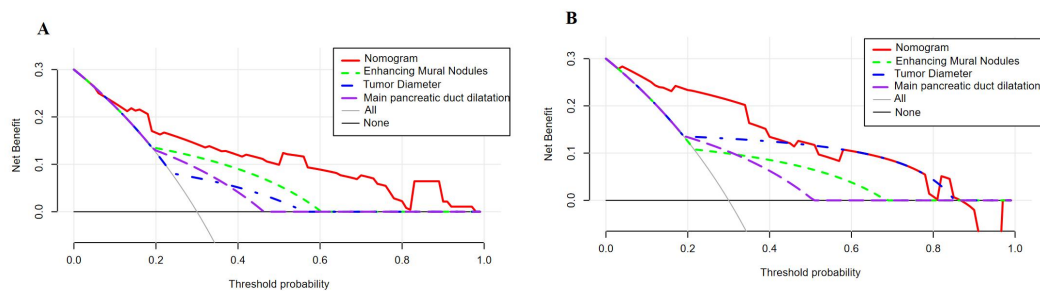 A
Net Benefit
0.3
0.2
0.1
0.0
Nomogram
Enhancing Mural Nodules
Tumor Diameter
Main pancreatic duct dilatation
All
None
0.0 0.2 0.4 0.6 0.8 1.0
Threshold probability
B
Net Benefit
0.3
0.2
0.1
0.0
Nomogram
Enhancing Mural Nodules
Tumor Diameter
Main pancreatic duct dilatation
All
None
0.0 0.2 0.4 0.6 0.8 1.0
Threshold probability